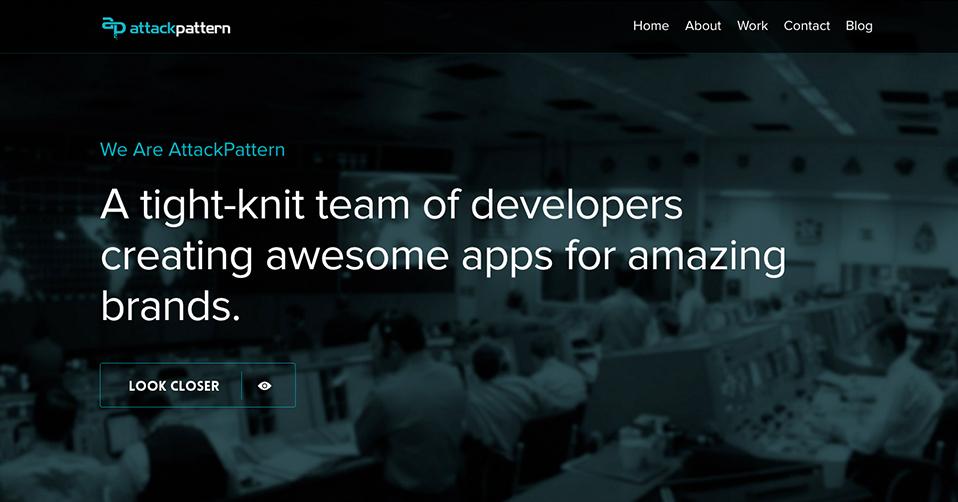 ap attackpattern
Home About Work Contact Blog
We Are AttackPattern
A tight-knit team of developers
creating awesome apps for amazing
brands.
LOOK CLOSER